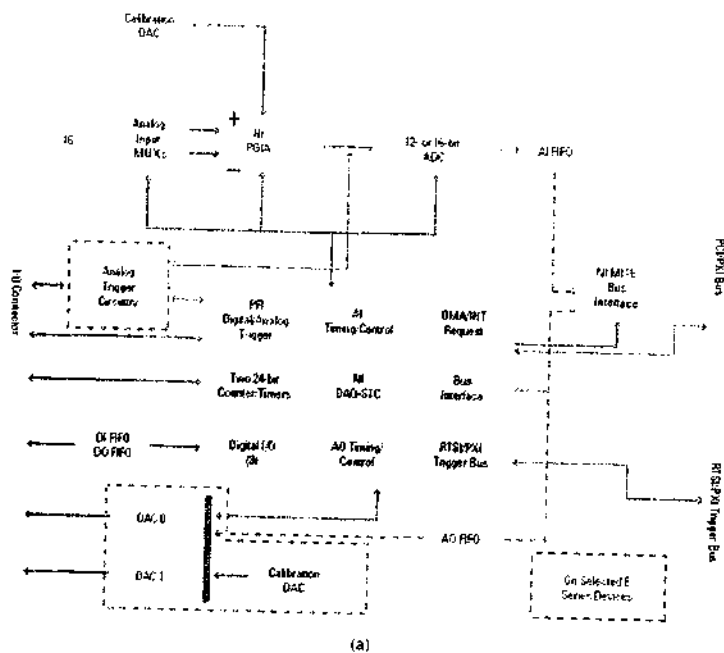 Calibration
DAC
16
Analog
Input
MUXs
+
−
NI
PGIA
12- or 16-bit
ADC
AI FIFO
Analog
Trigger
Circuitry
I/O Connector
PFI
Digital/Analog
Trigger
AI
Timing/Control
DMA/INT
Request
NI MITE
Bus
Interface
PCI/PXI Bus
Two 24-bit
Counter/Timers
NI
DAQ-STC
Bus
Interface
DI FIFO
DO FIFO
Digital I/O
AO Timing/
Control
RTSI/PXI
Trigger Bus
RTSI/PXI Trigger Bus
DAC 0
AO FIFO
DAC 1
Calibration
DAC
On Selected E
Series Devices
(a)